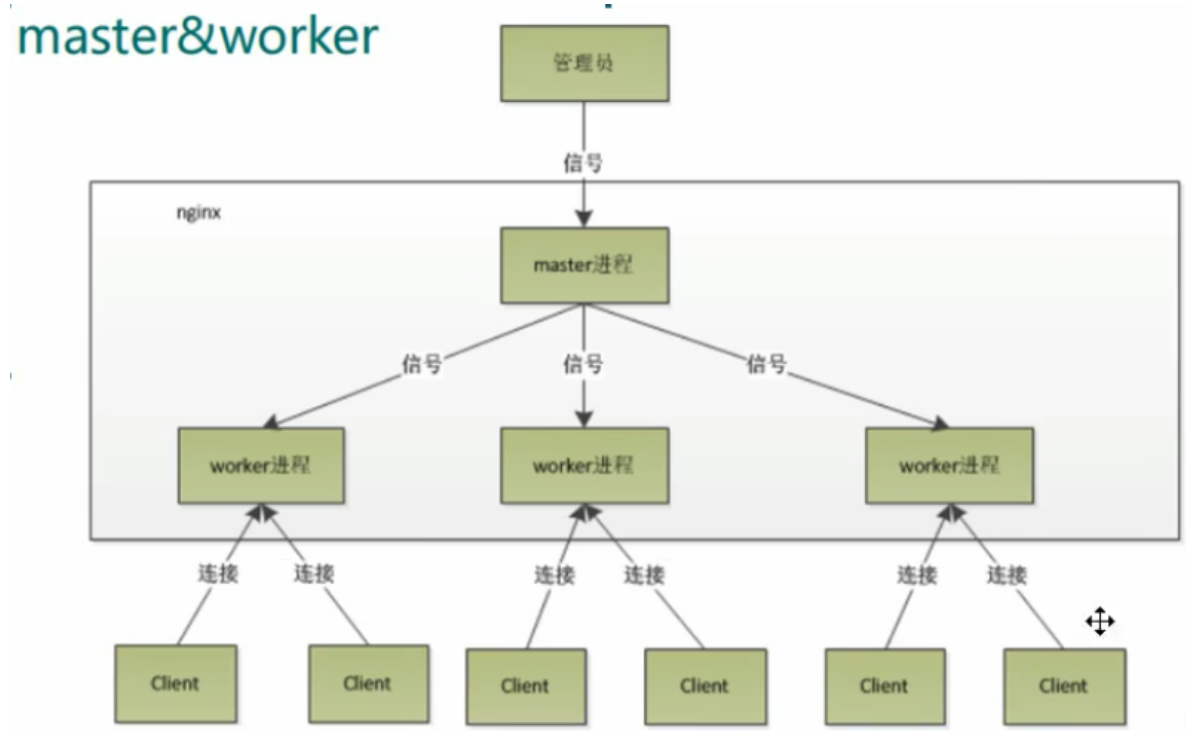 master&worker
管理员
信号
nginx
master进程
信号
信号
信号
worker进程
worker进程
worker进程
连接
连接
连接
连接
连接
连接
Client
Client
Client
Client
Client
Client